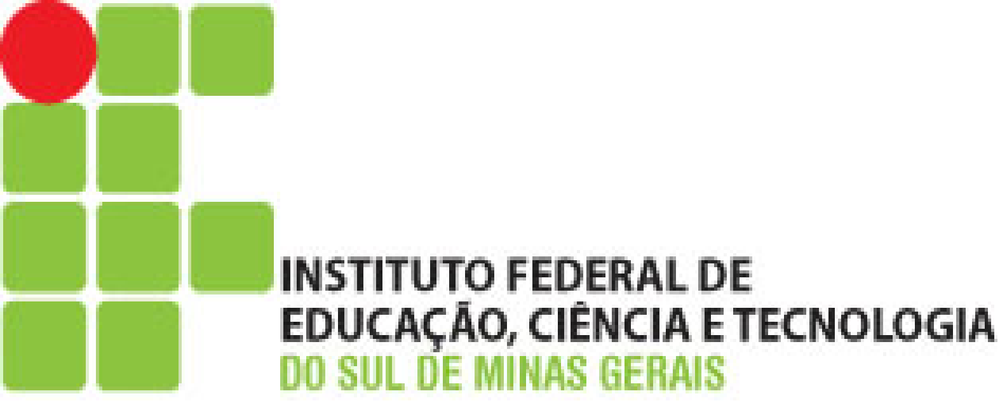 INSTITUTO FEDERAL DE
EDUCAÇÃO, CIÊNCIA E TECNOLOGIA
DO SUL DE MINAS GERAIS